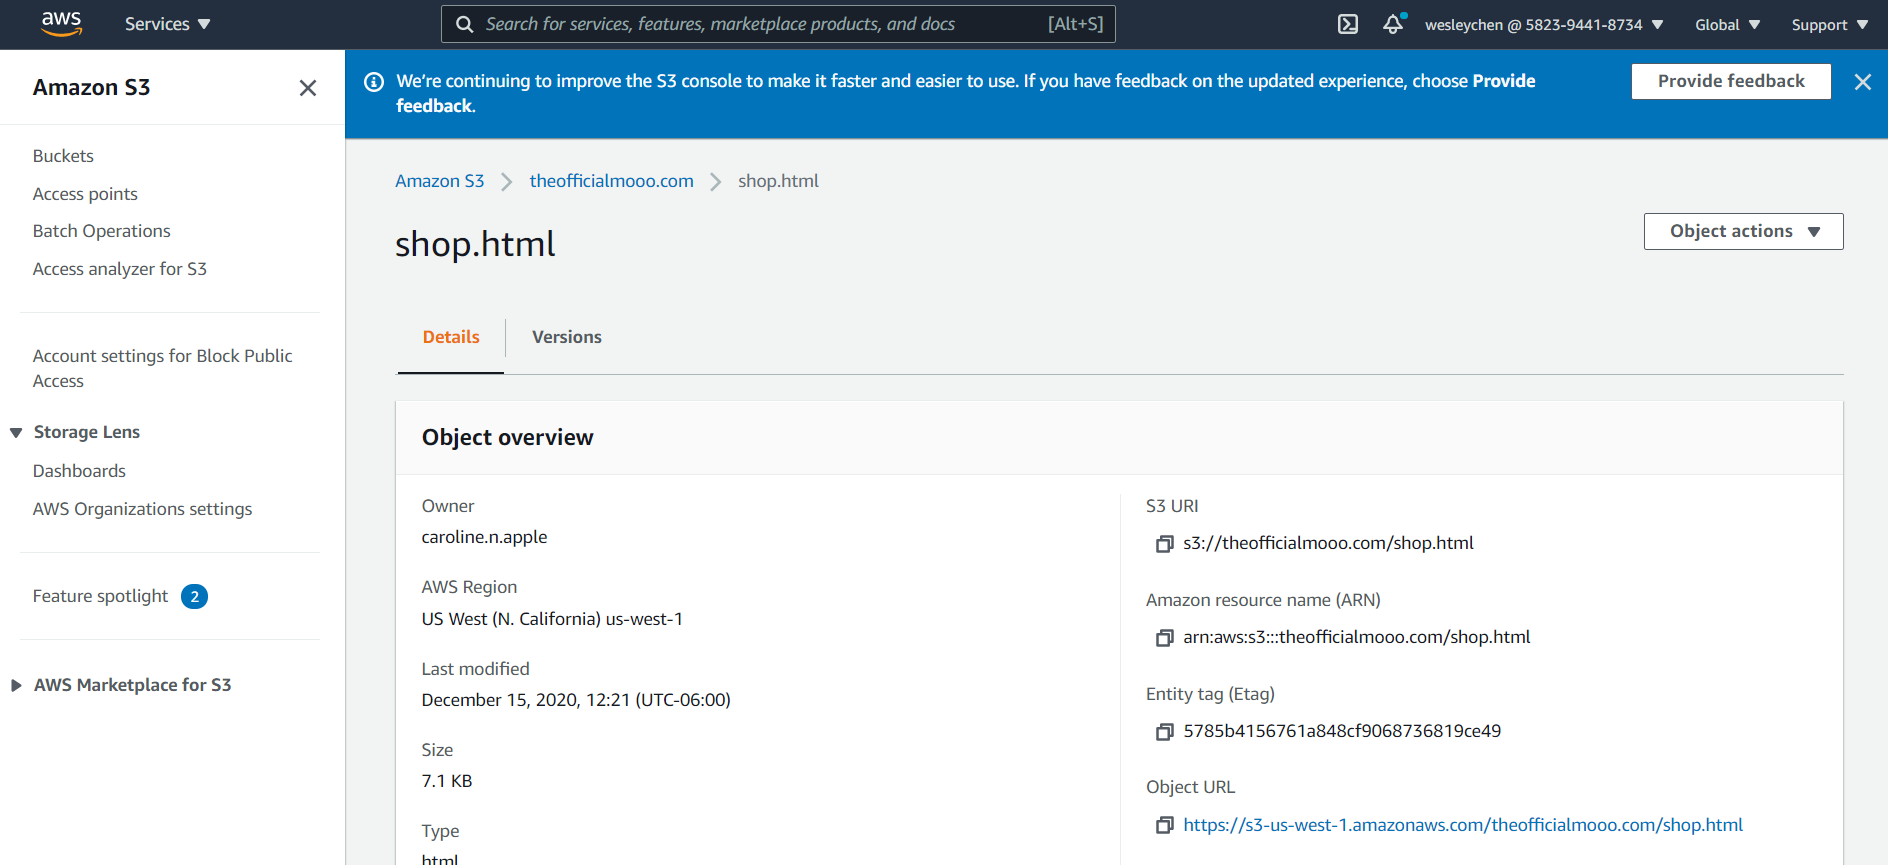 aws
Services
Search for services, features, marketplace products, and docs [Alt+S]
wesleychen @ 5823-9441-8734
Global
Support
Amazon S3
Buckets
Access points
Batch Operations
Access analyzer for S3
Account settings for Block Public
Access
Storage Lens
Dashboards
AWS Organizations settings
Feature spotlight 2
AWS Marketplace for S3
We’re continuing to improve the S3 console to make it faster and easier to use. If you have feedback on the updated experience, choose Provide
feedback.
Provide feedback
Amazon S3 theofficialmooo.com shop.html
shop.html
Object actions
Details
Versions
Object overview
Owner
caroline.n.apple
AWS Region
US West (N. California) us-west-1
Last modified
December 15, 2020, 12:21 (UTC-06:00)
Size
7.1 KB
Type
html
S3 URI
s3://theofficialmooo.com/shop.html
Amazon resource name (ARN)
arn:aws:s3:::theofficialmooo.com/shop.html
Entity tag (Etag)
5785b4156761a848cf9068736819ce49
Object URL
https://s3-us-west-1.amazonaws.com/theofficialmooo.com/shop.html